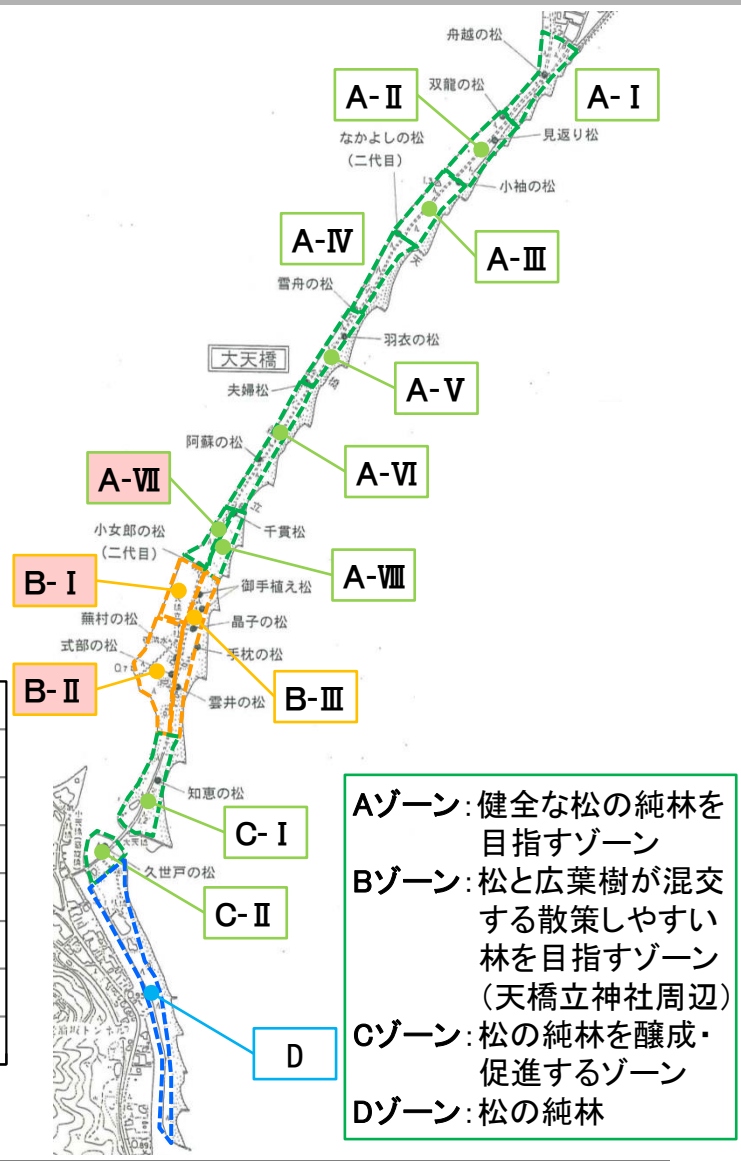 舟越の松
双龍の松
A-Ⅱ
A-Ⅰ
なかよしの松
(二代目)
見返り松
小袖の松
A-Ⅳ
A-Ⅲ
雪舟の松
羽衣の松
大天橋
夫婦松
A-Ⅴ
阿蘇の松
A-Ⅵ
A-Ⅶ
立
千貫松
小女郎の松
(二代目)
A-Ⅷ
B-Ⅰ
御手植え松
蕪村の松
晶子の松
式部の松
手枕の松
B-Ⅱ
雲井の松
B-Ⅲ
知恵の松
C-Ⅰ
久世戸の松
C-Ⅱ
D
Aゾーン:健全な松の純林を
目指すゾーン
Bゾーン:松と広葉樹が混交
する散策しやすい
林を目指すゾーン
(天橋立神社周辺)
Cゾーン:松の純林を醸成・
促進するゾーン
Dゾーン:松の純林